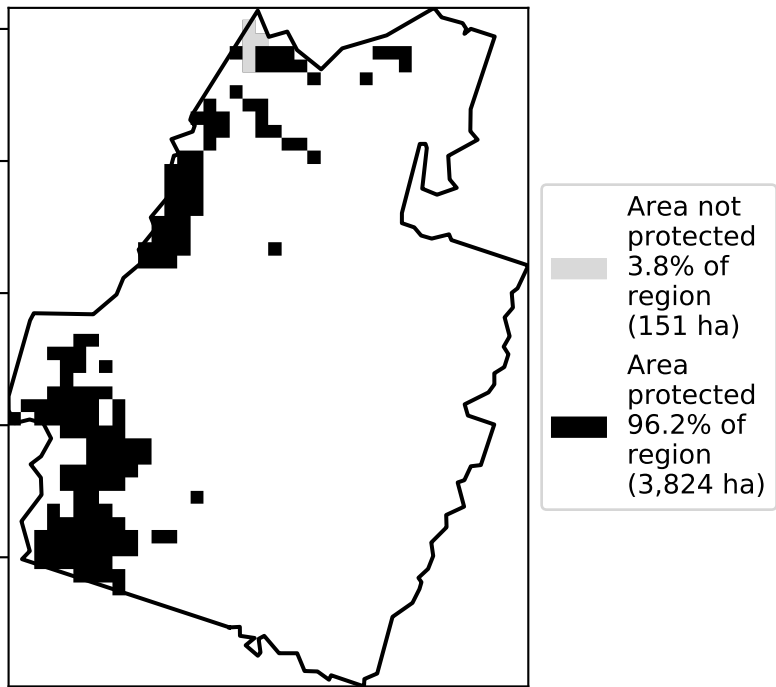 Area not
protected
3.8% of
region
(151 ha)
Area
protected
96.2% of
region
(3,824 ha)